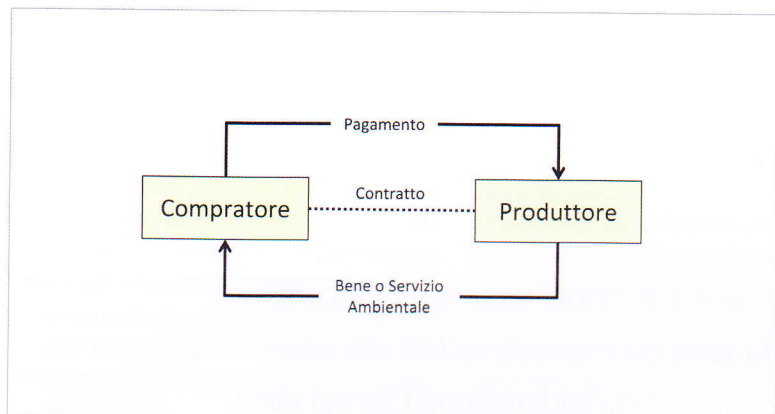 Pagamento
Compratore
Contratto
Produttore
Bene o Servizio
Ambientale